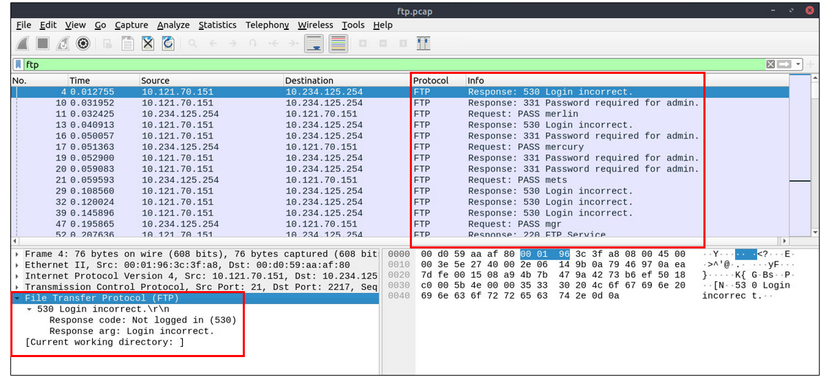 ftp.pcap
File Edit View Go Capture Analyze Statistics Telephony Wireless Tools Help
ftp
No. Time Source Destination Protocol Info
4 0.012755 10.121.70.151 10.234.125.254 FTP Response: 530 Login incorrect.
10 0.031952 10.121.70.151 10.234.125.254 FTP Response: 331 Password required for admin.
11 0.032425 10.234.125.254 10.121.70.151 FTP Request: PASS merlin
13 0.040913 10.121.70.151 10.234.125.254 FTP Response: 530 Login incorrect.
16 0.050057 10.121.70.151 10.234.125.254 FTP Response: 331 Password required for admin.
17 0.051363 10.234.125.254 10.121.70.151 FTP Request: PASS mercury
19 0.052900 10.121.70.151 10.234.125.254 FTP Response: 331 Password required for admin.
20 0.059083 10.121.70.151 10.234.125.254 FTP Response: 331 Password required for admin.
21 0.059593 10.234.125.254 10.121.70.151 FTP Request: PASS mets
29 0.108560 10.121.70.151 10.234.125.254 FTP Response: 530 Login incorrect.
32 0.120024 10.121.70.151 10.234.125.254 FTP Response: 530 Login incorrect.
39 0.145896 10.121.70.151 10.234.125.254 FTP Response: 530 Login incorrect.
47 0.195865 10.234.125.254 10.121.70.151 FTP Request: PASS mgr
52 0.207636 10.121.70.151 10.234.125.254 FTP Response: 220 FTP Service
Frame 4: 76 bytes on wire (608 bits), 76 bytes captured (608 bit
Ethernet II, Src: 00:01:96:3c:3f:a8, Dst: 00:d0:59:aa:af:80
Internet Protocol Version 4, Src: 10.121.70.151, Dst: 10.234.125
Transmission Control Protocol, Src Port: 21, Dst Port: 2217, Seq
File Transfer Protocol (FTP)
530 Login incorrect.\r\n
Response code: Not logged in (530)
Response arg: Login incorrect.
[Current working directory: ]
0000 00 d0 59 aa af 80 00 01 96 3c 3f a8 08 00 45 00 ··Y····· ·<?···E·
0010 00 3e 5e 27 40 00 2e 06 14 9b 0a 79 46 97 0a ea ·>^'@·.· ···yF···
0020 7d fe 00 15 08 a9 4b 7b 47 9a 42 73 b6 ef 50 18 }·····K{ G·Bs··P·
0030 c0 00 5b 4e 00 00 35 33 30 20 4c 6f 67 69 6e 20 ··[N··53 0 Login
0040 69 6e 63 6f 72 72 65 63 74 2e 0d 0a incorrec t.··